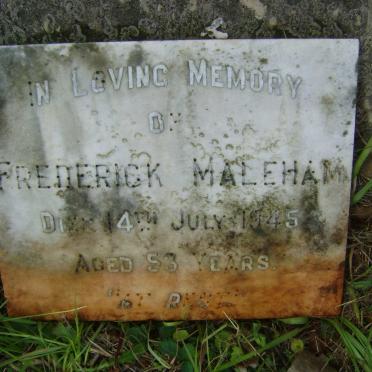 IN LOVING MEMORY
OF
FREDERICK MALEHAM
DIED 14TH JULY 1945
AGED 53 YEARS.